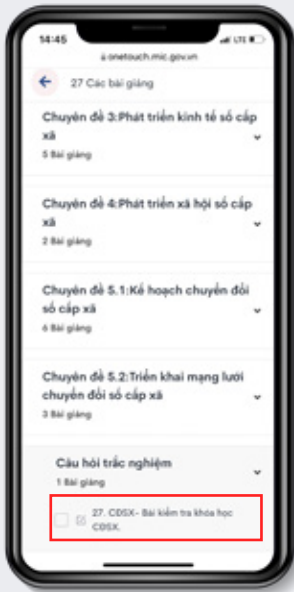 14:45
LTE
onetouch.mic.gov.vn
27 Các bài giảng
Chuyên đề 3:Phát triển kinh tế số cấp
xã
5 Bài giảng
Chuyên đề 4:Phát triển xã hội số cấp
xã
2 Bài giảng
Chuyên đề 5.1:Kế hoạch chuyển đổi
số cấp xã
6 Bài giảng
Chuyên đề 5.2:Triển khai mạng lưới
chuyển đổi số cấp xã
3 Bài giảng
Câu hỏi trắc nghiệm
1 Bài giảng
27. CĐSX- Bài kiểm tra khóa học
CĐSX.